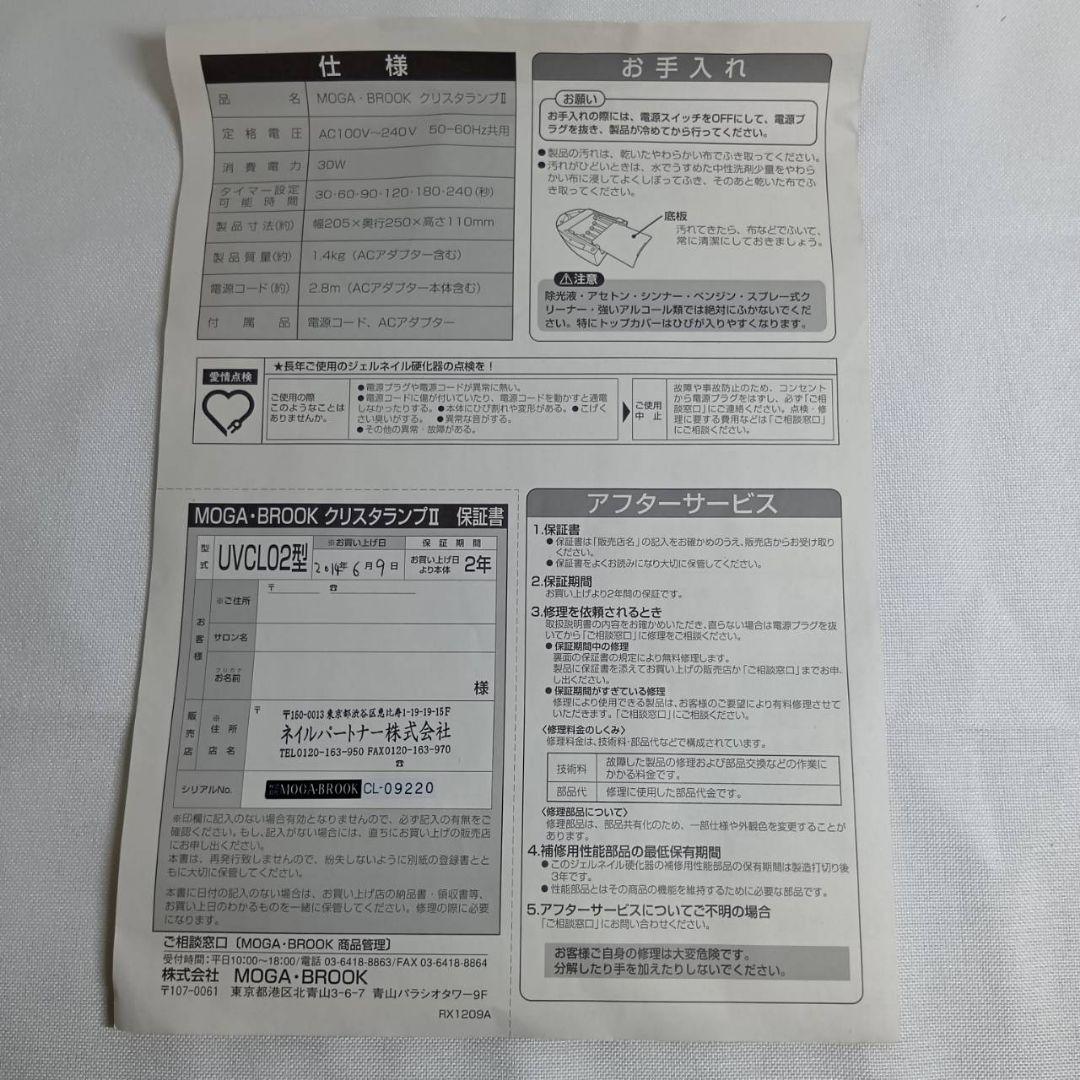 仕様
品名 MOGA・BROOK クリスタランプⅡ
定格電圧 AC100V～240V 50-60Hz共用
消費電力 30W
タイマー設定
可能時間 30・60・90・120・180・240(秒)
製品寸法(約) 幅205×奥行250×高さ110mm
製品質量(約) 1.4kg（ACアダプター含む）
電源コード(約) 2.8m（ACアダプター本体含む）
付属品 電源コード、ACアダプター
お手入れ
お願い
お手入れの際には、電源スイッチをOFFにして、電源プ
ラグを抜き、製品が冷めてから行ってください。
●製品の汚れは、乾いたやわらかい布でふき取ってください。
●汚れがひどいときは、水でうすめた中性洗剤少量をやわら
かい布に浸してよくしぼってふき、そのあと乾いた布でふ
き取ってください。
底板
汚れてきたら、布などでふいて、
常に清潔にしておきましょう。
⚠注意
除光液・アセトン・シンナー・ベンジン・スプレー式ク
リーナー・強いアルコール類では絶対にふかないでくだ
さい。特にトップカバーはひびが入りやすくなります。
愛情点検
★長年ご使用のジェルネイル硬化器の点検を！
ご使用の際
このようなことは
ありませんか。
●電源プラグや電源コードが異常に熱い。
●電源コードに傷が付いていたり、電源コードを動かすと通電
しなかったりする。●本体にひび割れや変形がある。●こげく
さい臭いがする。●異常な音がする。
●その他の異常・故障がある。
ご使用
中止
故障や事故防止のため、コンセント
から電源プラグをはずし、必ず「ご相
談窓口」にご連絡ください。点検・修
理に要する費用などは「ご相談窓口」
にご相談ください。
MOGA・BROOK クリスタランプⅡ 保証書
型式 UVCL02型
※お買い上げ日
2014年6月9日
保証期間
お買い上げ日
より本体 2年
お客様
※ご住所 〒 ☎
サロン名
フリガナ
お名前
様
販売店
※
住所
店名
〒
〒150-0013 東京都渋谷区恵比寿1-19-19-15F
ネイルパートナー株式会社
TEL0120-163-950 FAX0120-163-970
☎
シリアルNo. MOGA・BROOK CL-09220
※印欄に記入のない場合有効となりませんので、必ず記入の有無をご
確認ください。もし、記入がない場合には、直ちにお買い上げの販売店
にお申し出ください。
本書は、再発行致しませんので、紛失しないように別紙の登録書とと
もに大切に保管してください。
本書に日付の記入のない場合は、お買い上げ店の納品書・領収書等、
お買い上げ日のわかるものを一緒に保管してください。修理の際に必要
になります。
ご相談窓口〔MOGA・BROOK 商品管理〕
受付時間：平日10：00～18：00/電話 03-6418-8863/FAX 03-6418-8864
株式会社 MOGA・BROOK
〒107-0061 東京都港区北青山3-6-7 青山パラシオタワー9F
RX1209A
アフターサービス
1.保証書
●保証書は「販売店名」の記入をお確かめのうえ、販売店からお受け取り
ください。
●保証書をよくお読みになり大切に保管してください。
2.保証期間
お買い上げより2年間の保証です。
3.修理を依頼されるとき
取扱説明書の内容をお確かめいただき、直らない場合は電源プラグを抜
いてから「ご相談窓口」に修理をご相談ください。
●保証期間中の修理
裏面の保証書の規定により無料修理します。
製品に保証書を添えてお買い上げの販売店か「ご相談窓口」までお申
し出ください。
●保証期間がすぎている修理
修理により使用できる製品は、お客様のご要望により有料修理させて
いただきます。「ご相談窓口」にご相談ください。
〈修理料金のしくみ〉
修理料金は、技術料・部品代などで構成されています。
技術料 故障した製品の修理および部品交換などの作業に
かかる料金です。
部品代 修理に使用した部品代金です。
〈修理部品について〉
修理部品は、部品共有化のため、一部仕様や外観色を変更することが
あります。
4.補修用性能部品の最低保有期間
●このジェルネイル硬化器の補修用性能部品の保有期間は製造打切り後
3年です。
●性能部品とはその商品の機能を維持するために必要な部品です。
5.アフターサービスについてご不明の場合
「ご相談窓口」にお問い合わせください。
お客様ご自身の修理は大変危険です。
分解したり手を加えたりしないでください。